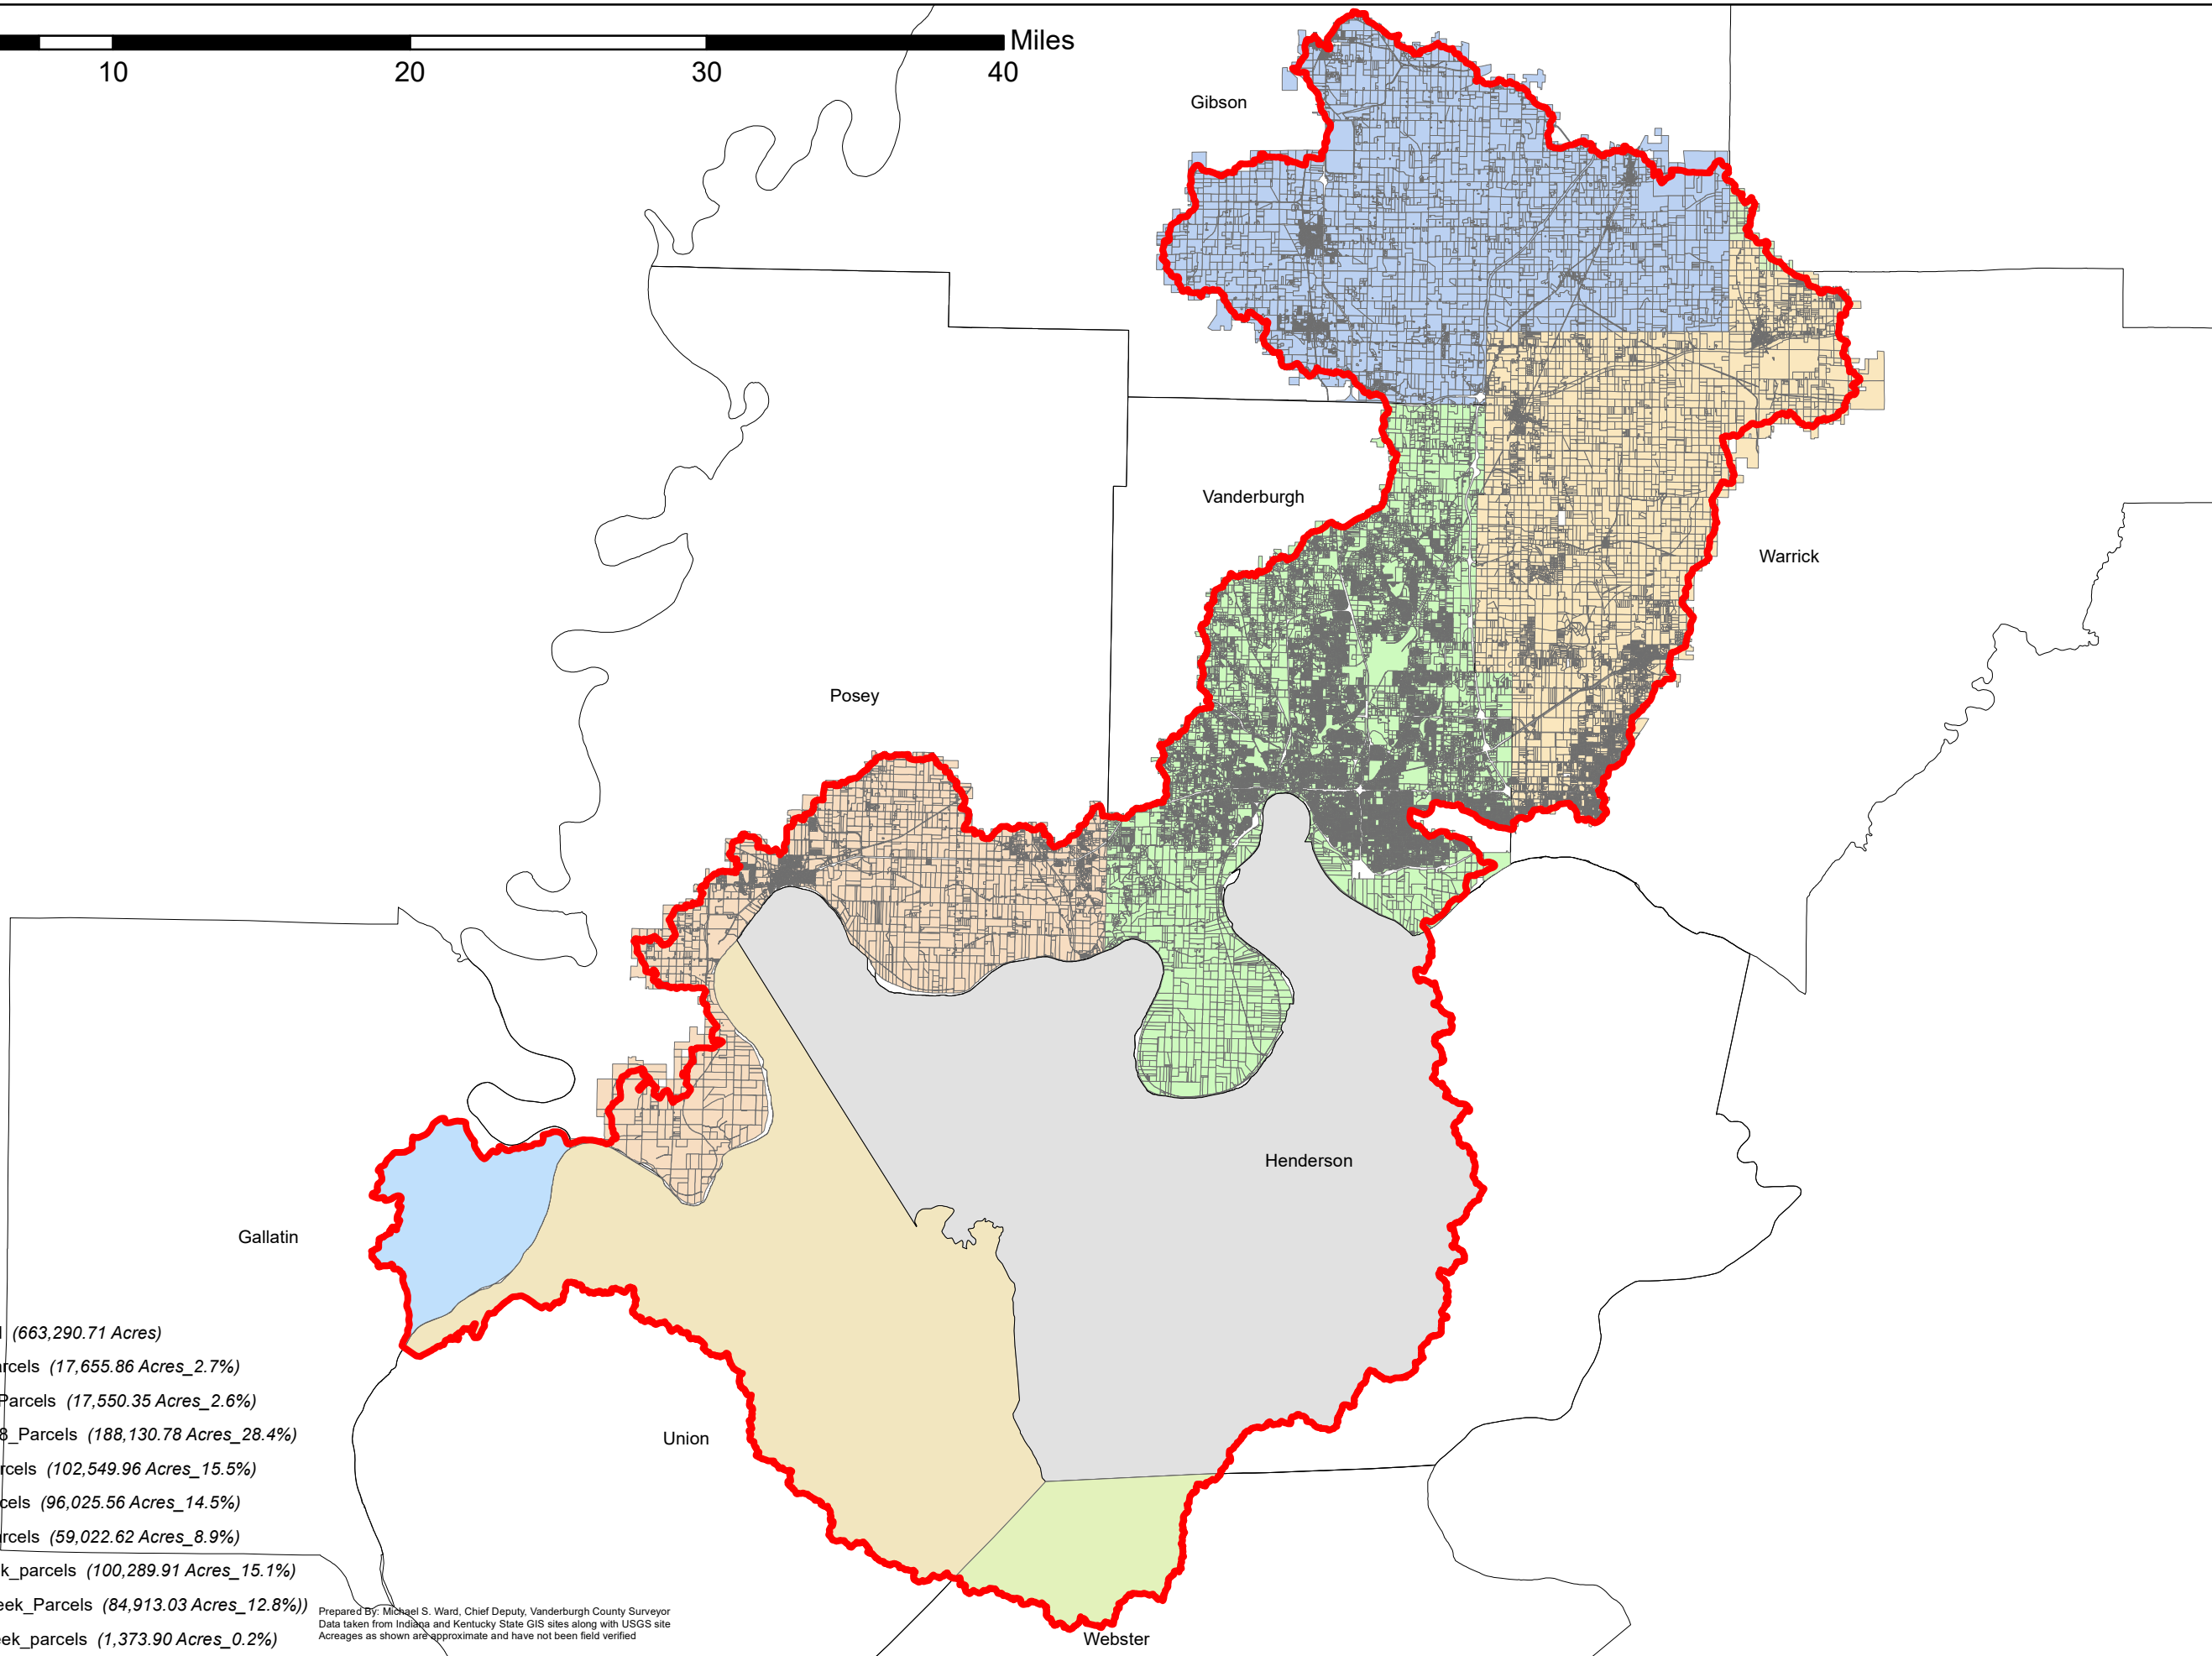 Miles
10 20 30 40
Gibson
Vanderburgh
Warrick
Posey
Henderson
Gallatin
(663,290.71 Acres)
(17,655.86 Acres_2.7%)
Parcels (17,550.35 Acres_2.6%)
8_Parcels (188,130.78 Acres_28.4%)
(102,549.96 Acres_15.5%)
(96,025.56 Acres_14.5%)
(59,022.62 Acres_8.9%)
k_parcels (100,289.91 Acres_15.1%)
eek_Parcels (84,913.03 Acres_12.8%))
ek_parcels (1,373.90 Acres_0.2%)
Union
Prepared By: Michael S. Ward, Chief Deputy, Vanderburgh County Surveyor
Data taken from Indiana and Kentucky State GIS sites along with USGS site
Acreages as shown are approximate and have not been field verified
Webster